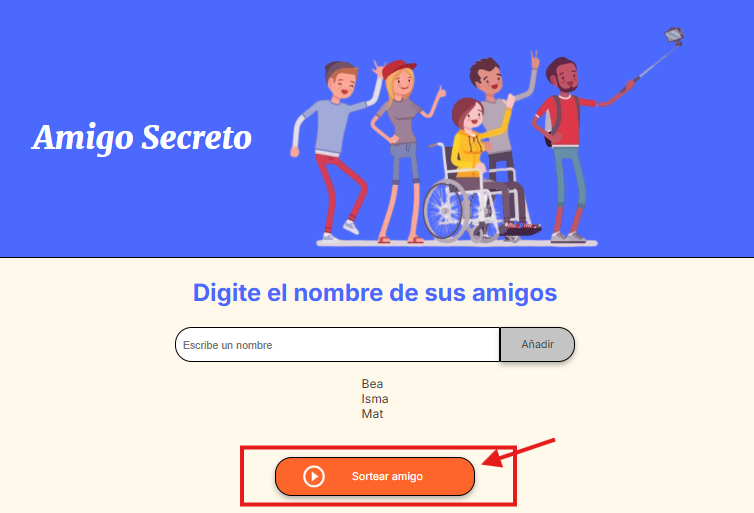 Amigo Secreto
Digite el nombre de sus amigos
Escribe un nombre
Añadir
Bea
Isma
Mat
Sortear amigo